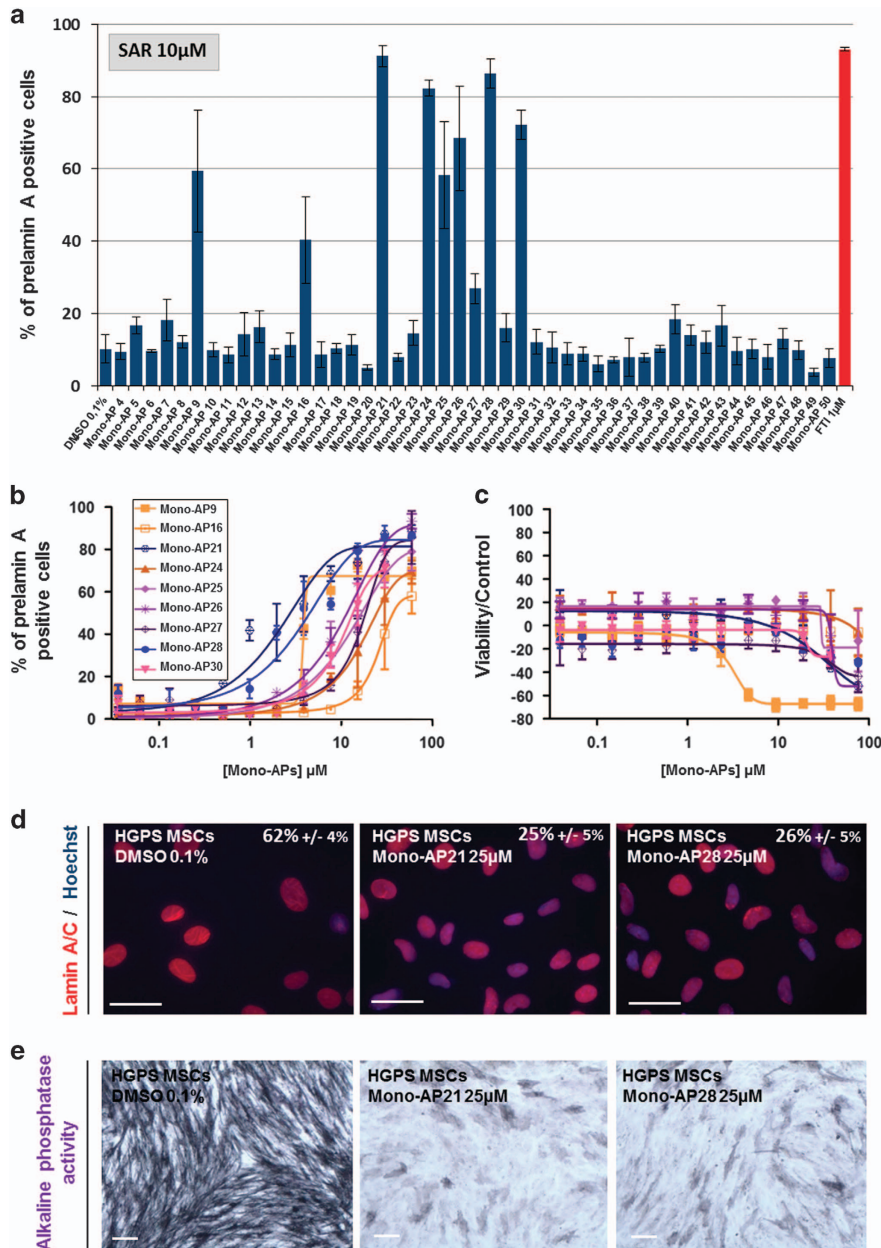 a
SAR 10µM
% of prelamin A positive cells
100
80
60
40
20
0
DMSO 0,1%
Mono-AP 4
Mono-AP 5
Mono-AP 6
Mono-AP 7
Mono-AP 8
Mono-AP 9
Mono-AP 10
Mono-AP 11
Mono-AP 12
Mono-AP 13
Mono-AP 14
Mono-AP 15
Mono-AP 16
Mono-AP 17
Mono-AP 18
Mono-AP 19
Mono-AP 20
Mono-AP 21
Mono-AP 22
Mono-AP 23
Mono-AP 24
Mono-AP 25
Mono-AP 26
Mono-AP 27
Mono-AP 28
Mono-AP 29
Mono-AP 30
Mono-AP 31
Mono-AP 32
Mono-AP 33
Mono-AP 34
Mono-AP 35
Mono-AP 36
Mono-AP 37
Mono-AP 38
Mono-AP 39
Mono-AP 40
Mono-AP 41
Mono-AP 42
Mono-AP 43
Mono-AP 44
Mono-AP 45
Mono-AP 46
Mono-AP 47
Mono-AP 48
Mono-AP 49
Mono-AP 50
FTI 1µM
b
% of prelamin A
positive cells
100
80
60
40
20
0
Mono-AP9
Mono-AP16
Mono-AP21
Mono-AP24
Mono-AP25
Mono-AP26
Mono-AP27
Mono-AP28
Mono-AP30
0.1
1
10
100
[Mono-APs] µM
c
Viability/Control
100
80
60
40
20
0
-20
-40
-60
-80
0.1
1
10
100
[Mono-APs] µM
d
Lamin A/C / Hoechst
HGPS MSCs 62% +/- 4%
DMSO 0.1%
HGPS MSCs 25% +/- 5%
Mono-AP21 25µM
HGPS MSCs 26% +/- 5%
Mono-AP28 25µM
e
Alkaline phosphatase
activity
HGPS MSCs
DMSO 0.1%
HGPS MSCs
Mono-AP21 25µM
HGPS MSCs
Mono-AP28 25µM